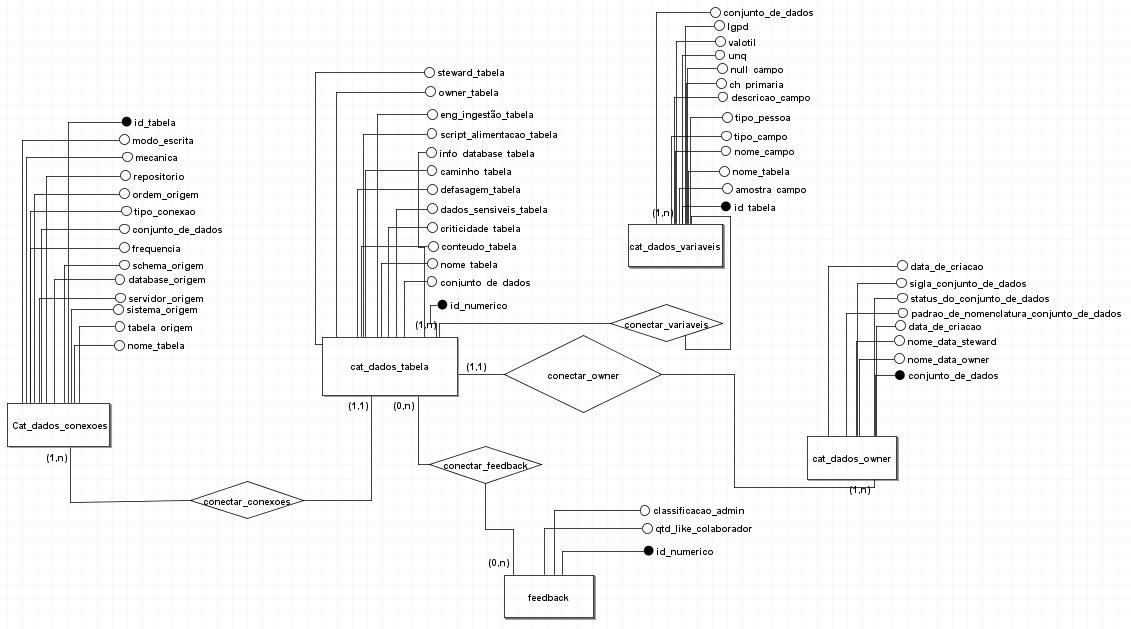 id_tabela
modo_escrita
mecanica
repositorio
ordem_origem
tipo_conexao
conjunto_de_dados
frequencia
schema_origem
database_origem
servidor_origem
sistema_origem
tabela_origem
nome_tabela
Cat_dados_conexoes
(1,n)
conectar_conexoes
steward_tabela
owner_tabela
eng_ingestão_tabela
script_alimentacao_tabela
info_database_tabela
caminho_tabela
defasagem_tabela
dados_sensiveis_tabela
criticidade_tabela
conteudo_tabela
nome_tabela
conjunto_de_dados
id_numerico
(1,n)
cat_dados_tabela
(1,1)
(1,1)
(0,n)
conectar_feedback
(0,n)
classificacao_admin
qtd_like_colaborador
id_numerico
feedback
conjunto_de_dados
lgpd
valotil
unq
null_campo
ch_primaria
descricao_campo
tipo_pessoa
tipo_campo
nome_campo
nome_tabela
amostra_campo
id_tabela
(1,n)
cat_dados_variaveis
conectar_variaveis
conectar_owner
data_de_criacao
sigla_conjunto_de_dados
status_do_conjunto_de_dados
padrao_de_nomenclatura_conjunto_de_dados
data_de_criacao
nome_data_steward
nome_data_owner
conjunto_de_dados
cat_dados_owner
(1,n)